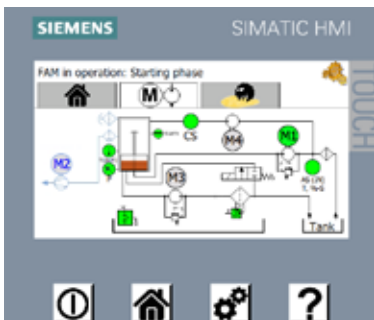 SIEMENS
SIMATIC HMI
TOUCH
FAM in operation: Starting phase
M
M1
CS
M4
M2
M3
Tank
?